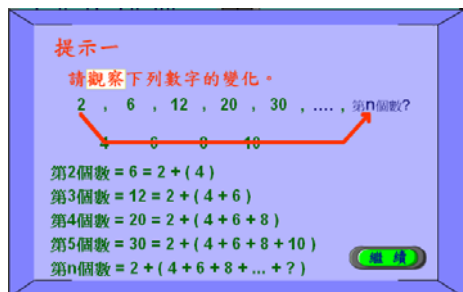 提示一
請觀察下列數字的變化。
2 , 6 , 12 , 20 , 30 , .... , 第n個數?
4 6 8 10
第2個數 = 6 = 2 + ( 4 )
第3個數 = 12 = 2 + ( 4 + 6 )
第4個數 = 20 = 2 + ( 4 + 6 + 8 )
第5個數 = 30 = 2 + ( 4 + 6 + 8 + 10 )
第n個數 = 2 + ( 4 + 6 + 8 + ... + ? )
繼續